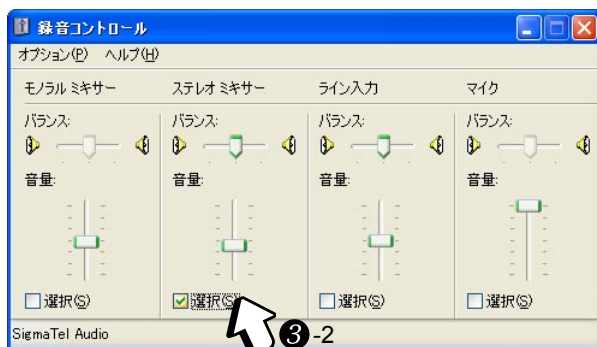 録音コントロール
オプション(P) ヘルプ(H)
モノラル ミキサー ステレオ ミキサー ライン入力 マイク
バランス: バランス: バランス: バランス:
音量: 音量: 音量: 音量:
選択(S) 選択(S) 選択(S) 選択(S)
SigmaTel Audio
❸-2